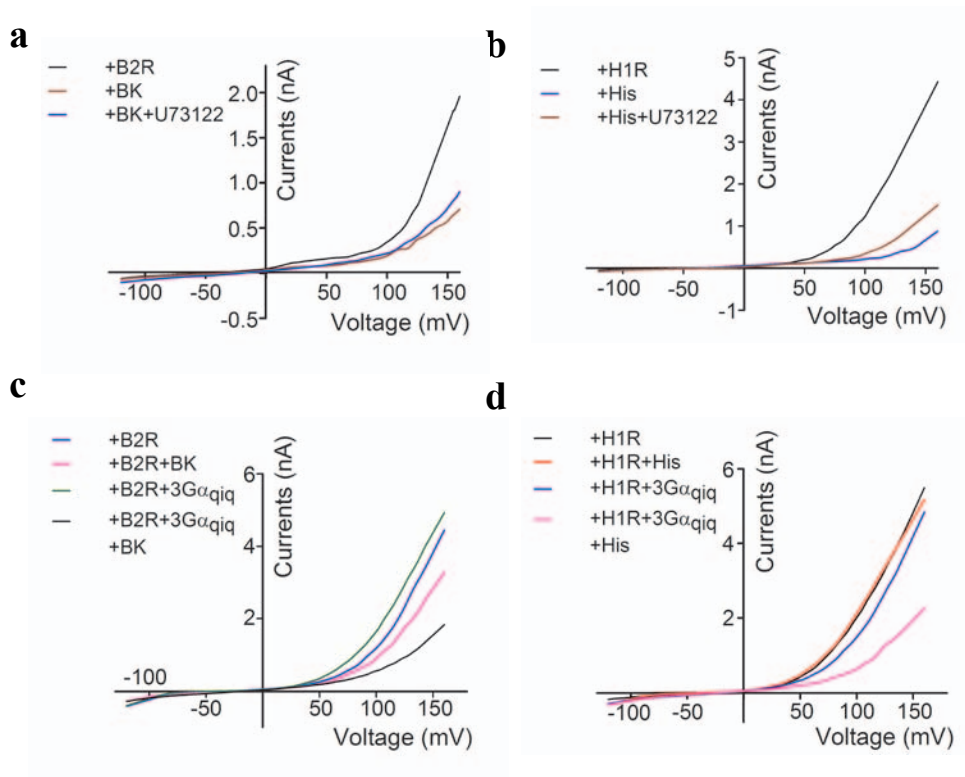 a
+B2R
+BK
+BK+U73122
Currents (nA)
2.0
1.5
1.0
0.5
-0.5
-100
-50
50
100
150
Voltage (mV)
b
+H1R
+His
+His+U73122
Currents (nA)
5
4
3
2
1
-1
-100
-50
50
100
150
Voltage (mV)
c
+B2R
+B2R+BK
+B2R+3Gαqiq
+B2R+3Gαqiq
+BK
Currents (nA)
6
4
2
-100
-50
50
100
150
Voltage (mV)
d
+H1R
+H1R+His
+H1R+3Gαqiq
+H1R+3Gαqiq
+His
Currents (nA)
6
4
2
-100
-50
50
100
150
Voltage (mV)